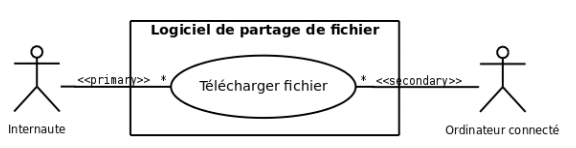 Logiciel de partage de fichier
<<primary>> * Télécharger fichier * <<secondary>>
Internaute
Ordinateur connecté